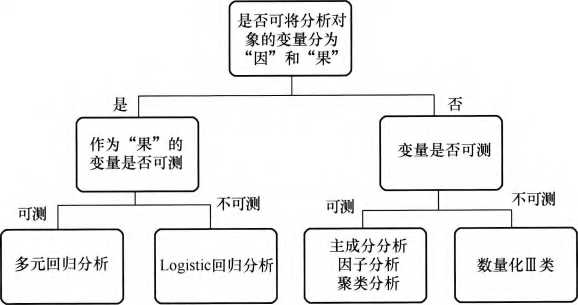 是否可将分析对
象的变量分为
“因”和“果”
是
否
作为“果”的
变量是否可测
变量是否可测
可测
不可测
可测
不可测
多元回归分析
Logistic回归分析
主成分分析
因子分析
聚类分析
数量化Ⅲ类